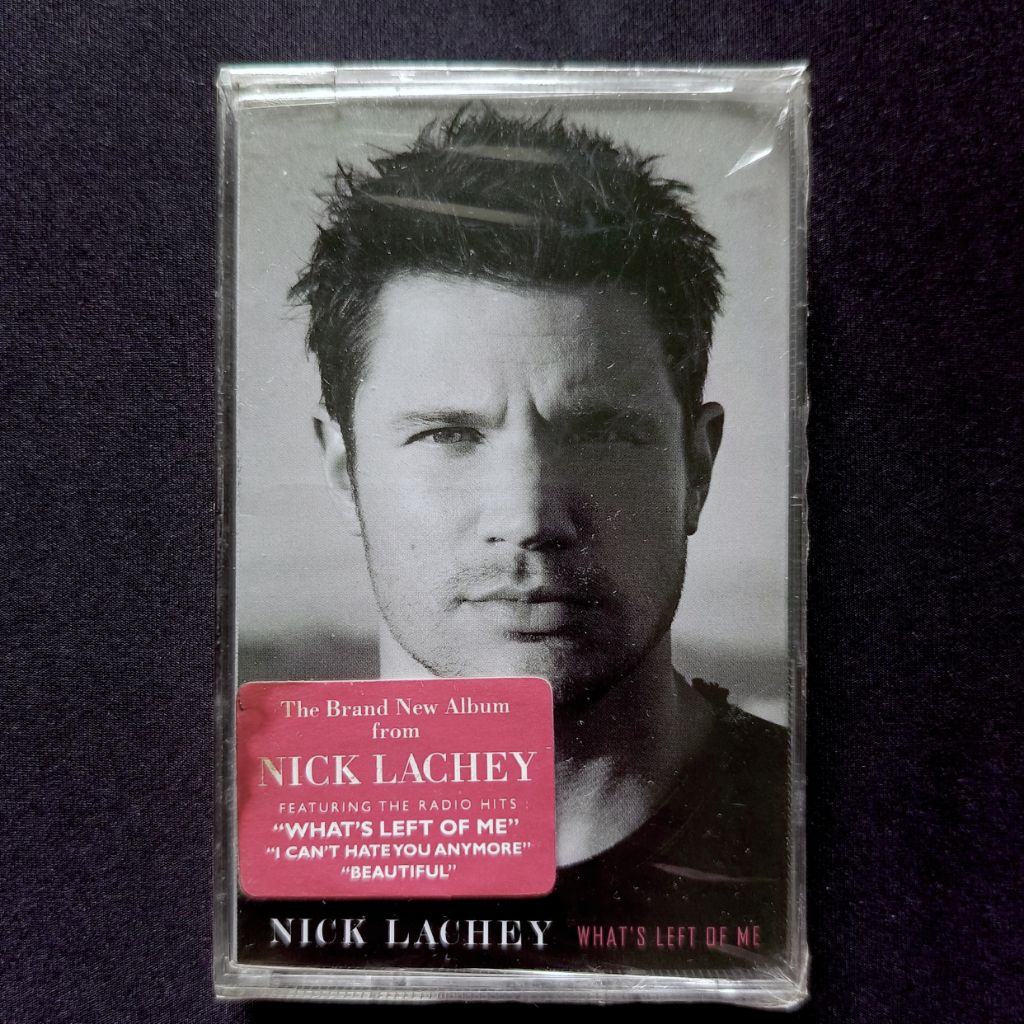 The Brand New Album
from
NICK LACHEY
FEATURING THE RADIO HITS :
"WHAT'S LEFT OF ME"
"I CAN'T HATE YOU ANYMORE"
"BEAUTIFUL"
NICK LACHEY WHAT'S LEFT OF ME